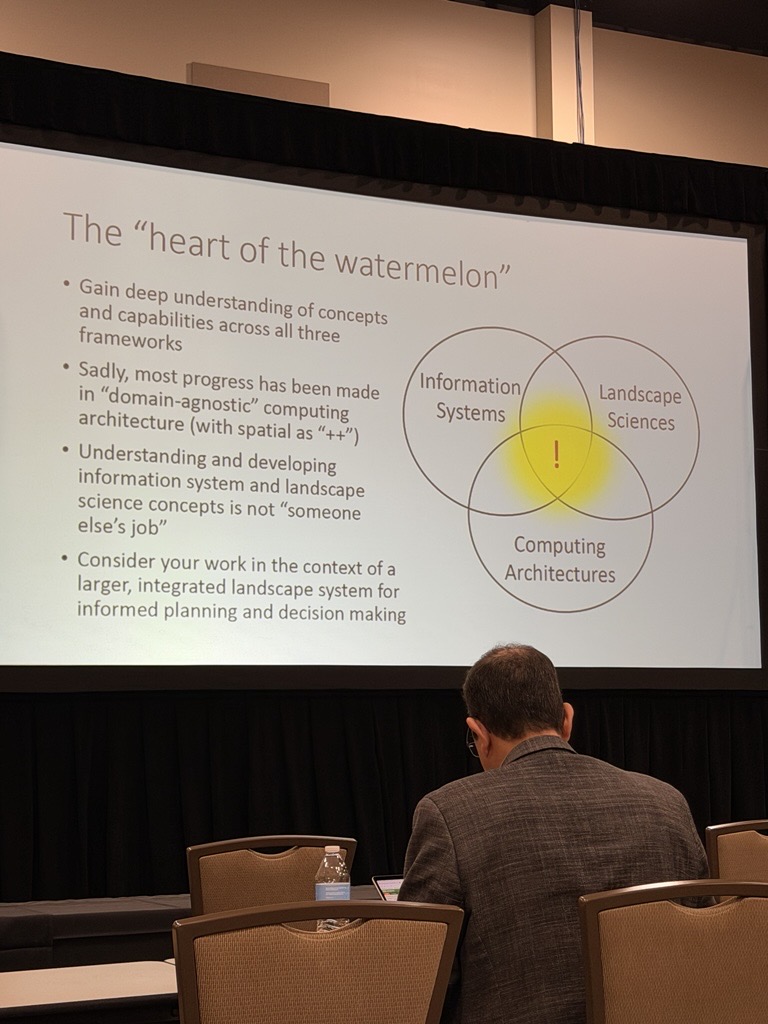 The “heart of the watermelon”
• Gain deep understanding of concepts
and capabilities across all three
frameworks
• Sadly, most progress has been made
in “domain-agnostic” computing
architecture (with spatial as “++”)
• Understanding and developing
information system and landscape
science concepts is not “someone
else’s job”
• Consider your work in the context of a
larger, integrated landscape system for
informed planning and decision making
Information
Systems
Landscape
Sciences
!
Computing
Architectures